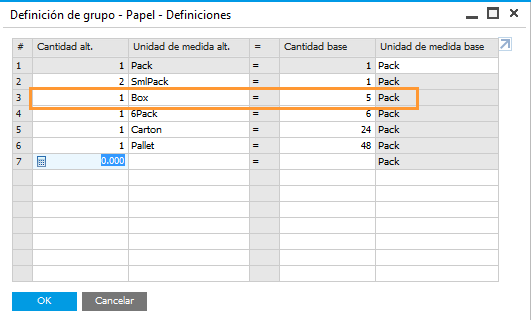 Definición de grupo - Papel - Definiciones
# Cantidad alt. Unidad de medida alt. = Cantidad base Unidad de medida base
1 1 Pack = 1 Pack
2 2 SmlPack = 1 Pack
3 1 Box = 5 Pack
4 1 6Pack = 6 Pack
5 1 Carton = 24 Pack
6 1 Pallet = 48 Pack
7 0.000 = Pack
OK Cancelar